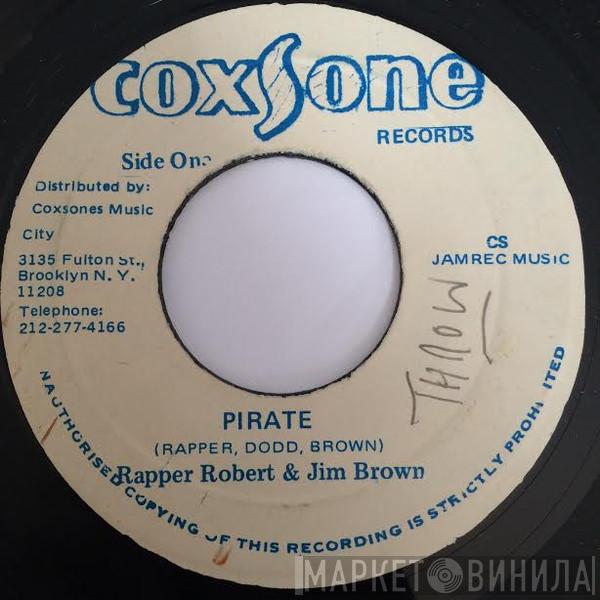 coxsone
RECORDS
Side One
Distributed by:
Coxsones Music
City
3135 Fulton St.,
Brooklyn N. Y.
11208
Telephone:
212-277-4166
CS
JAMREC MUSIC
THROW
PIRATE
(RAPPER, DODD, BROWN)
Rapper Robert & Jim Brown
NAUTHORISED COPYING OF THIS RECORDING IS STRICTLY PROHIBITED
МАРКЕТ ВИНИЛА